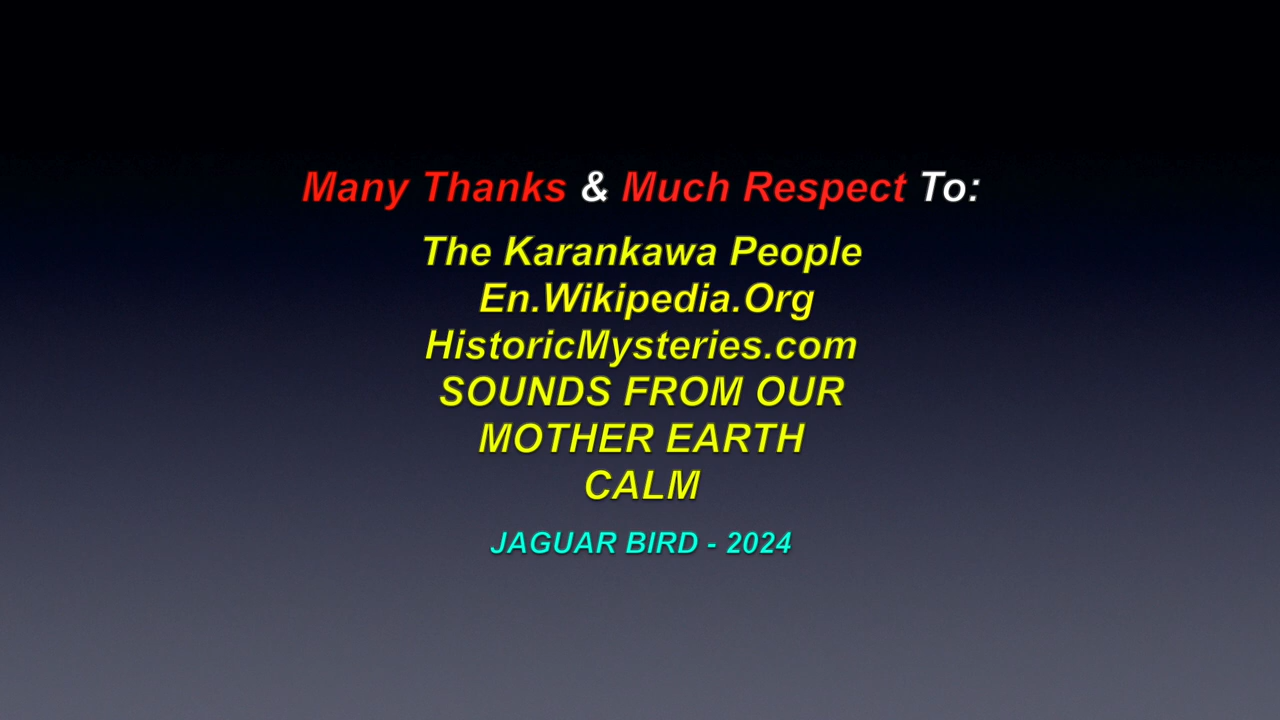 Many Thanks & Much Respect To:
The Karankawa People
En.Wikipedia.Org
HistoricMysteries.com
SOUNDS FROM OUR
MOTHER EARTH
CALM
JAGUAR BIRD - 2024